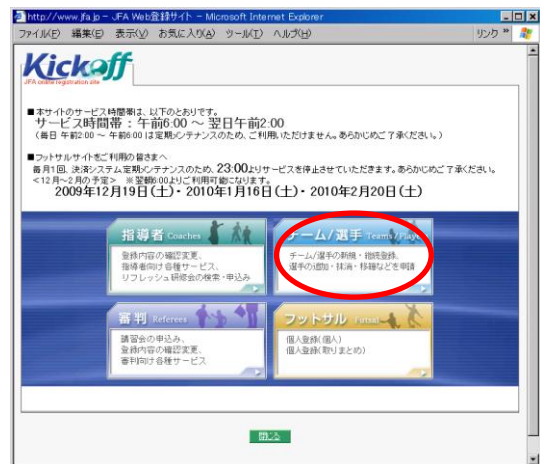 http://www.jfa.jp - JFA Web登録サイト - Microsoft Internet Explorer
ファイル(F) 編集(E) 表示(V) お気に入り(A) ツール(T) ヘルプ(H) リンク »
Kickoff
JFA online registration site
■本サイトのサービス時間帯は、以下のとおりです。
サービス時間帯：午前6:00 ～ 翌日午前2:00
（毎日 午前2:00 ～ 午前6:00 は定期メンテナンスのため、ご利用いただけません。あらかじめご了承ください。）
■フットサルサイトをご利用の皆さまへ
毎月1回、決済システム定期メンテナンスのため、23:00よりサービスを停止させていただきます。あらかじめご了承ください。
<12月～2月の予定> ※翌朝6:00よりご利用可能になります。
2009年12月19日(土)・2010年1月16日(土)・2010年2月20日(土)
指導者 Coaches
登録内容の確認変更、
指導者向け各種サービス、
リフレッシュ研修会の検索・申込み
チーム/選手 Teams/Players
チーム/選手の新規・継続登録、
選手の追加・抹消・移籍などを申請
審判 Referees
講習会の申込み、
登録内容の確認変更、
審判向け各種サービス
フットサル Futsal
個人登録(個人)
個人登録(取りまとめ)
閉じる